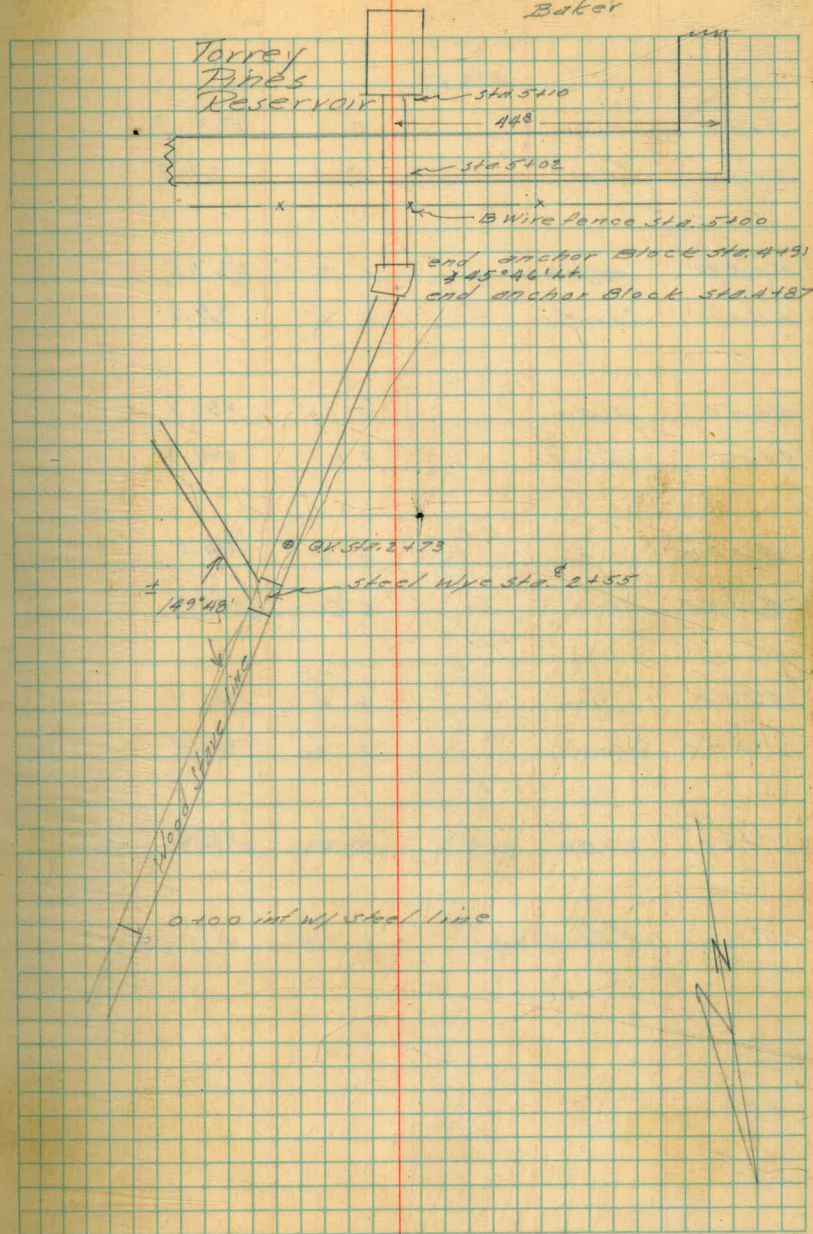 Baker
Torrey
Pines
Reservoir
sta. 5+10
44⁸
sta. 5+02
B Wire fence sta. 5+00
end anchor Block sta. 4+91
∡ 45°46' Lt.
end anchor Block sta. 4+87
G.V. sta. 2+73
steel wye sta. ℄ 2+55
±
149°48'
Wood stave line
0+00 int w/ steel line
N